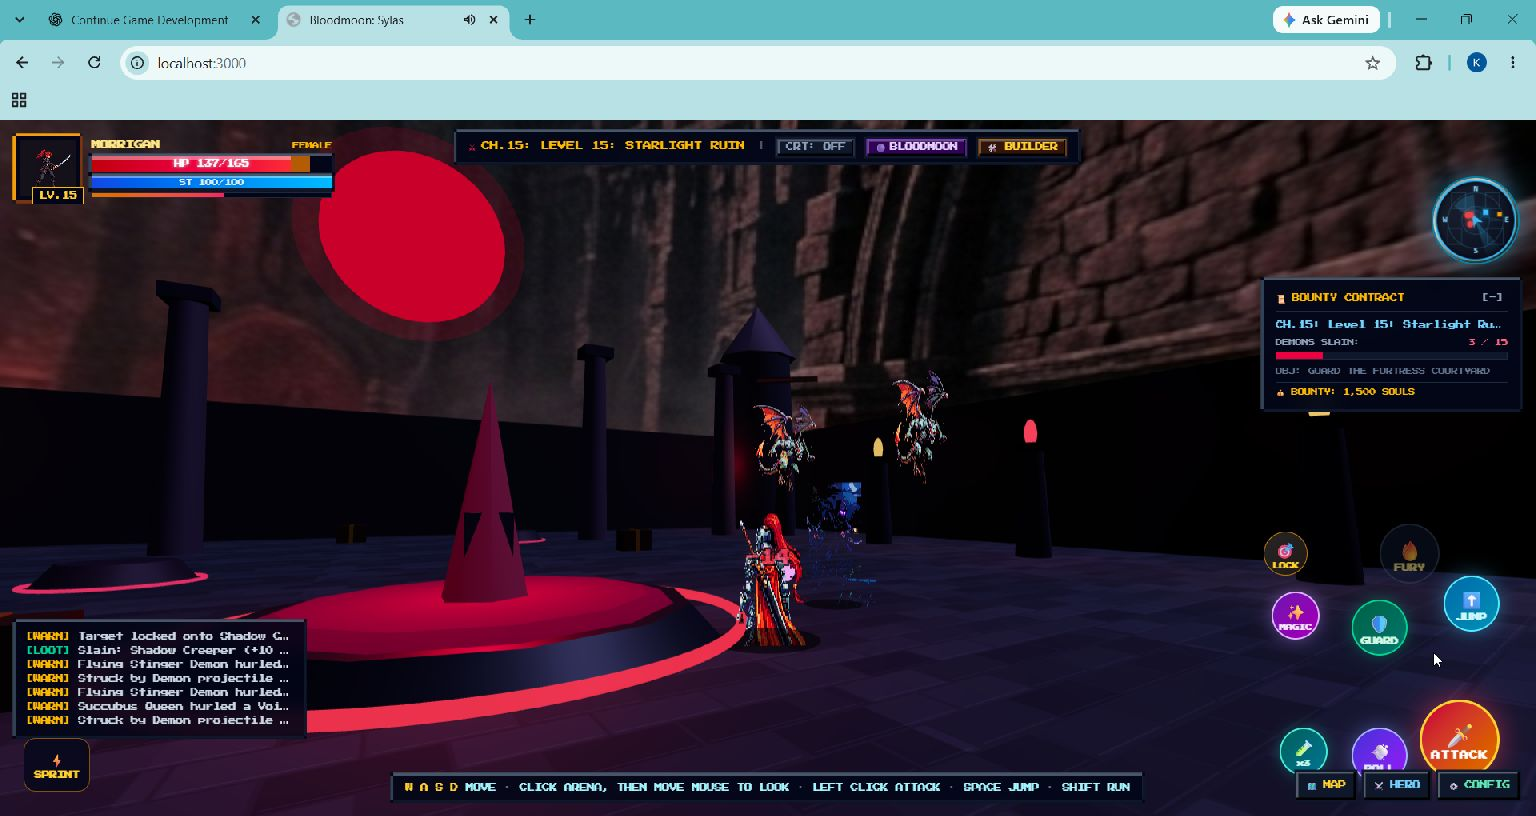 Continue Game Development
Bloodmoon: Sylas
Ask Gemini
localhost:3000
K
MORRIGAN FEMALE
HP 137/165
ST 100/100
LV.15
CH.15: LEVEL 15: STARLIGHT RUIN | CRT: OFF BLOODMOON BUILDER
N
W E
S
BOUNTY CONTRACT [-]
CH.15: Level 15: Starlight Ru…
DEMONS SLAIN: 3 / 15
OBJ: GUARD THE FORTRESS COURTYARD
BOUNTY: 1,500 SOULS
-14
LOCK
FURY
MAGIC
GUARD
JUMP
[WARN] Target locked onto Shadow C…
[LOOT] Slain: Shadow Creeper (+10 …
[WARN] Flying Stinger Demon hurled…
[WARN] Struck by Demon projectile …
[WARN] Flying Stinger Demon hurled…
[WARN] Succubus Queen hurled a Voi…
[WARN] Struck by Demon projectile …
SPRINT
x3
ROLL
ATTACK
W A S D MOVE · CLICK ARENA, THEN MOVE MOUSE TO LOOK · LEFT CLICK ATTACK · SPACE JUMP · SHIFT RUN
MAP HERO CONFIG